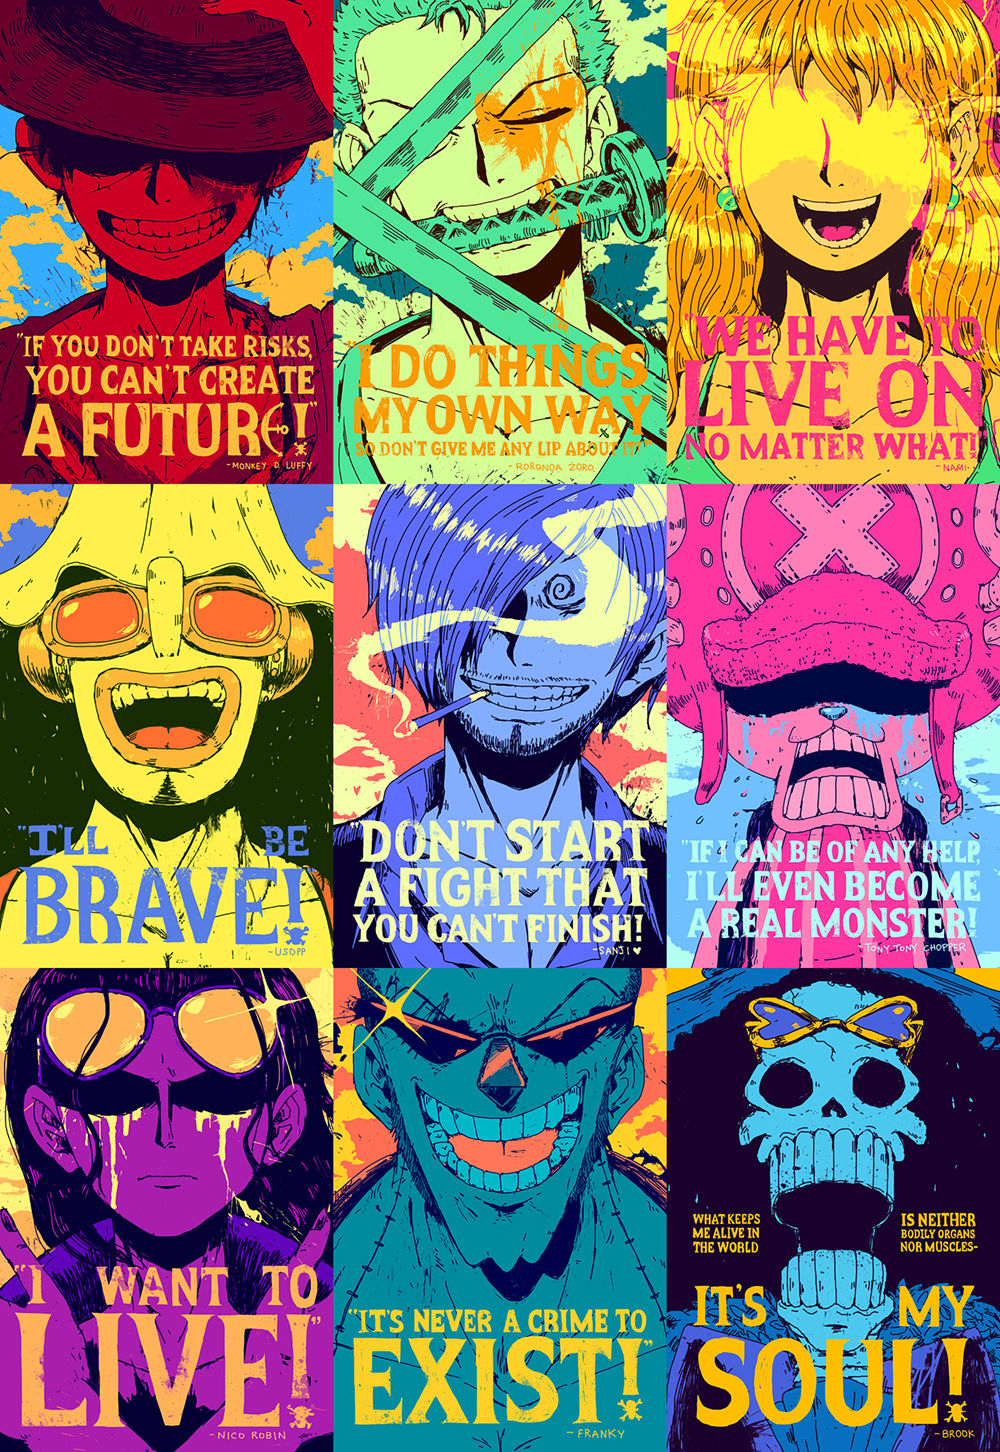 "IF YOU DON'T TAKE RISKS,
YOU CAN'T CREATE
A FUTURE!"
-MONKEY D. LUFFY
"I DO THINGS
MY OWN WAY
SO DON'T GIVE ME ANY LIP ABOUT IT!"
-RORONOA ZORO
"WE HAVE TO
LIVE ON
NO MATTER WHAT!"
-NAMI
"I'LL BE
BRAVE!"
-USOPP
"DON'T START
A FIGHT THAT
YOU CAN'T FINISH!"
-SANJI ♥
"IF I CAN BE OF ANY HELP,
I'LL EVEN BECOME
A REAL MONSTER!"
-TONY TONY CHOPPER
"I WANT TO
LIVE!"
-NICO ROBIN
"IT'S NEVER A CRIME TO
EXIST!"
-FRANKY
WHAT KEEPS
ME ALIVE IN
THE WORLD
IS NEITHER
BODILY ORGANS
NOR MUSCLES-
IT'S MY
SOUL!
-BROOK